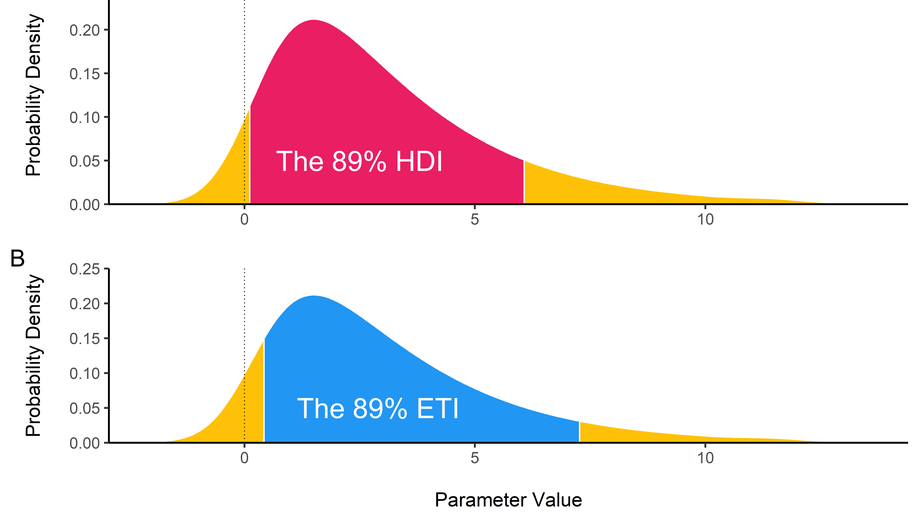 Probability Density
0.20
0.15
0.10
0.05
0.00
The 89% HDI
0 5 10
B
Probability Density
0.25
0.20
0.15
0.10
0.05
0.00
The 89% ETI
0 5 10
Parameter Value